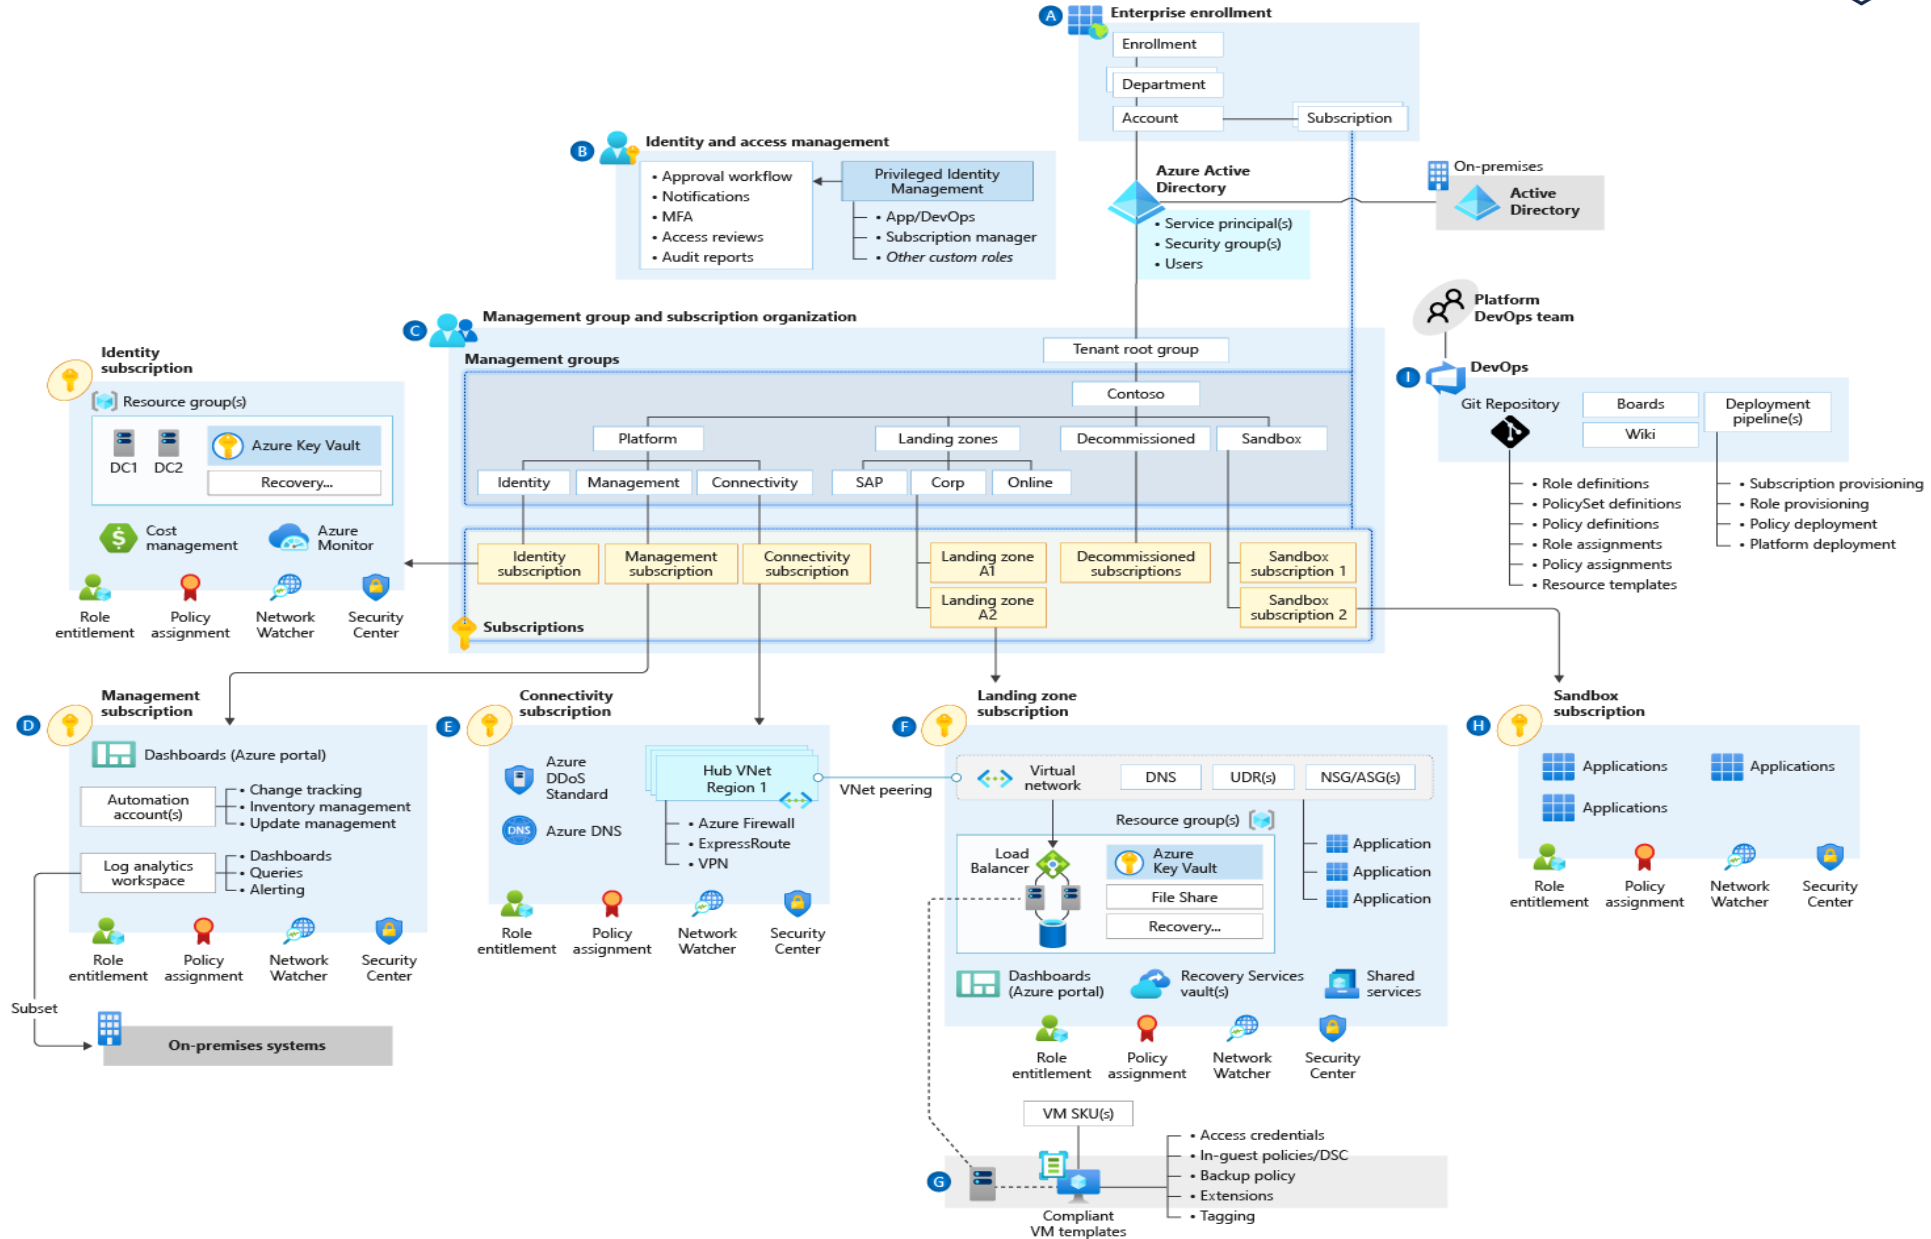 A
Enterprise enrollment
Enrollment
Department
Account
Subscription
B
Identity and access management
• Approval workflow
• Notifications
• MFA
• Access reviews
• Audit reports
Privileged Identity
Management
• App/DevOps
• Subscription manager
• Other custom roles
Azure Active
Directory
• Service principal(s)
• Security group(s)
• Users
On-premises
Active
Directory
C
Management group and subscription organization
Management groups
Tenant root group
Contoso
Platform
Landing zones
Decommissioned
Sandbox
Identity
Management
Connectivity
SAP
Corp
Online
Identity
subscription
Management
subscription
Connectivity
subscription
Landing zone
A1
Landing zone
A2
Decommissioned
subscriptions
Sandbox
subscription 1
Sandbox
subscription 2
Subscriptions
Identity
subscription
Resource group(s)
DC1
DC2
Azure Key Vault
Recovery...
Cost
management
Azure
Monitor
Role
entitlement
Policy
assignment
Network
Watcher
Security
Center
Platform
DevOps team
I
DevOps
Git Repository
Boards
Wiki
Deployment
pipeline(s)
• Role definitions
• PolicySet definitions
• Policy definitions
• Role assignments
• Policy assignments
• Resource templates
• Subscription provisioning
• Role provisioning
• Policy deployment
• Platform deployment
D
Management
subscription
Dashboards (Azure portal)
Automation
account(s)
• Change tracking
• Inventory management
• Update management
Log analytics
workspace
• Dashboards
• Queries
• Alerting
Role
entitlement
Policy
assignment
Network
Watcher
Security
Center
Subset
On-premises systems
E
Connectivity
subscription
Azure
DDoS
Standard
DNS
Azure DNS
Hub VNet
Region 1
• Azure Firewall
• ExpressRoute
• VPN
VNet peering
Role
entitlement
Policy
assignment
Network
Watcher
Security
Center
F
Landing zone
subscription
Virtual
network
DNS
UDR(s)
NSG/ASG(s)
Resource group(s)
Load
Balancer
Azure
Key Vault
File Share
Recovery...
Application
Application
Application
Dashboards
(Azure portal)
Recovery Services
vault(s)
Shared
services
Role
entitlement
Policy
assignment
Network
Watcher
Security
Center
H
Sandbox
subscription
Applications
Applications
Applications
Role
entitlement
Policy
assignment
Network
Watcher
Security
Center
G
VM SKU(s)
Compliant
VM templates
• Access credentials
• In-guest policies/DSC
• Backup policy
• Extensions
• Tagging